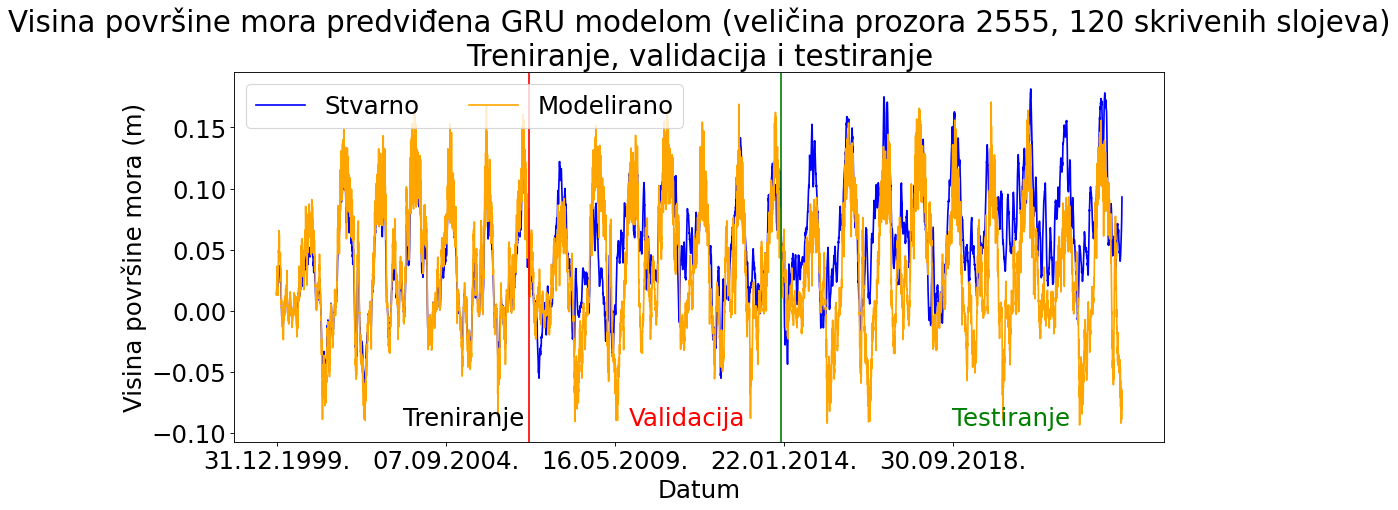 Visina površine mora predviđena GRU modelom (veličina prozora 2555, 120 skrivenih slojeva)
Treniranje, validacija i testiranje
Stvarno
Modelirano
Visina površine mora (m)
0.15
0.10
0.05
0.00
−0.05
−0.10
Treniranje
Validacija
Testiranje
31.12.1999.
07.09.2004.
16.05.2009.
22.01.2014.
30.09.2018.
Datum